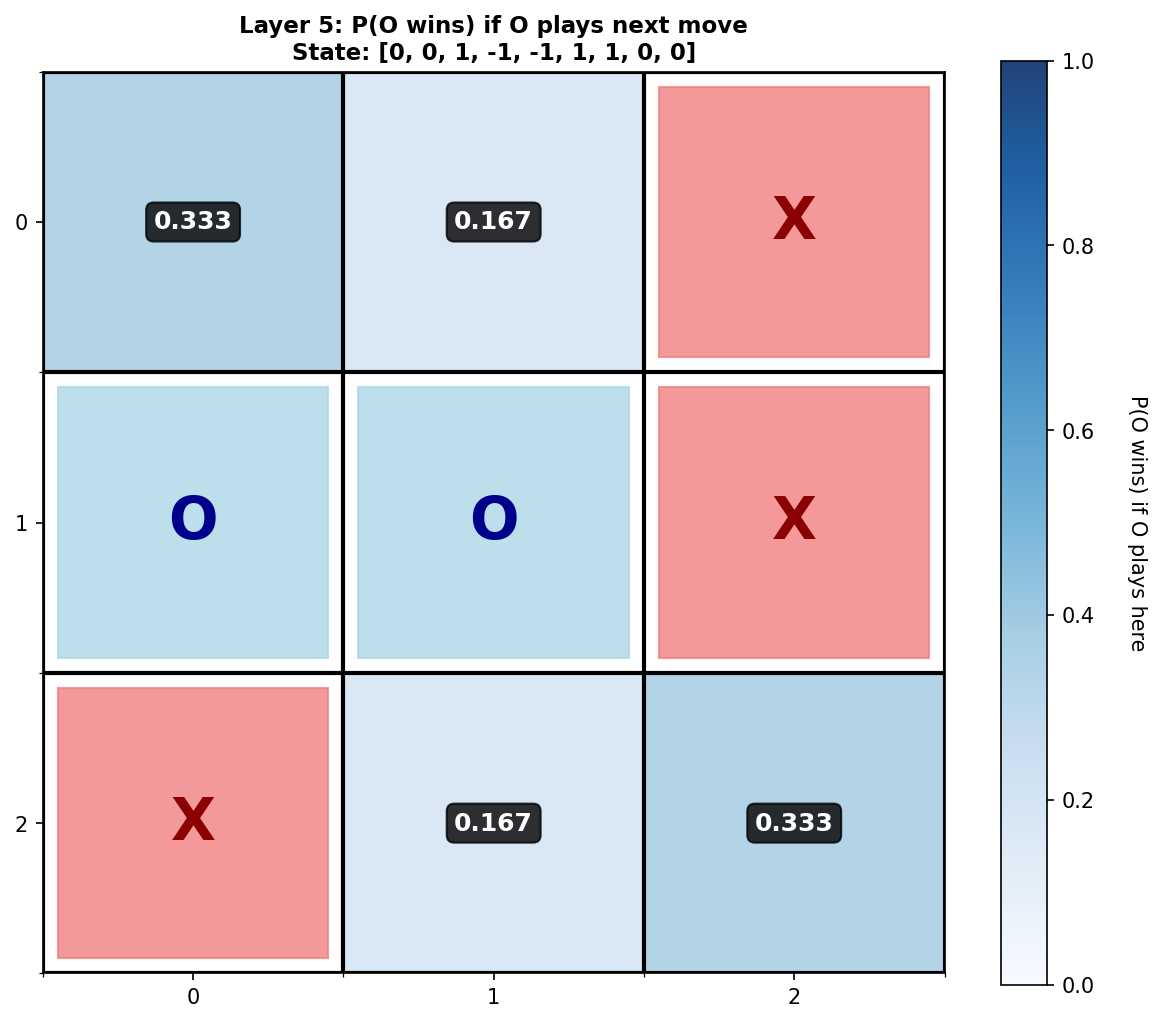 Layer 5: P(O wins) if O plays next move
State: [0, 0, 1, -1, -1, 1, 1, 0, 0]
0.333
0.167
X
O
O
X
X
0.167
0.333
0
1
2
0
1
2
1.0
0.8
0.6
0.4
0.2
0.0
P(O wins) if O plays here